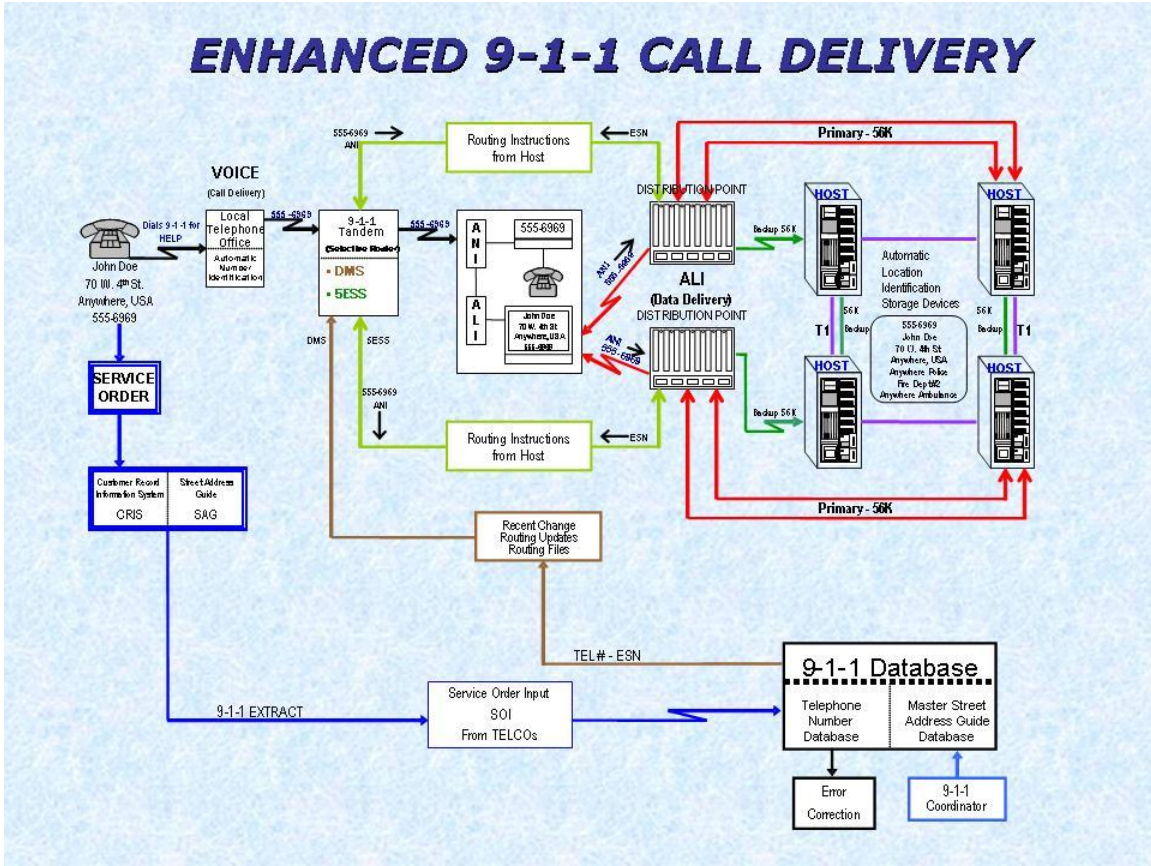 ENHANCED 9-1-1 CALL DELIVERY
555-6969
ANI
Routing Instructions
from Host
ESN
Primary - 56K
VOICE
(Call Delivery)
Dials 9-1-1 for
HELP
Local
Telephone
Office
Automatic
Number
Identification
555-6969
9-1-1
Tandem
(Selective Router)
• DMS
• 5ESS
555-6969
A
N
I
555-6969
A
L
I
John Doe
70 W. 4th St.
Anywhere, USA
555-6969
John Doe
70 W. 4th St.
Anywhere, USA
555-6969
ANI
555-6969
DISTRIBUTION POINT
ALI
(Data Delivery)
DISTRIBUTION POINT
ANI
555-6969
Backup 56K
HOST
HOST
Automatic
Location
Identification
Storage Devices
56K
Backup
T1
56K
Backup
T1
555-6969
John Doe
70 W. 4th St
Anywhere, USA
Anywhere Police
Fire Dept#2
Anywhere Ambulance
HOST
HOST
Backup 56K
DMS
5ESS
555-6969
ANI
Routing Instructions
from Host
ESN
Primary - 56K
SERVICE
ORDER
Customer Record
Information System
CRIS
Street Address
Guide
SAG
Recent Change
Routing Updates
Routing Files
TEL# - ESN
9-1-1 EXTRACT
Service Order Input
SOI
From TELCOs
9-1-1 Database
Telephone
Number
Database
Master Street
Address Guide
Database
Error
Correction
9-1-1
Coordinator